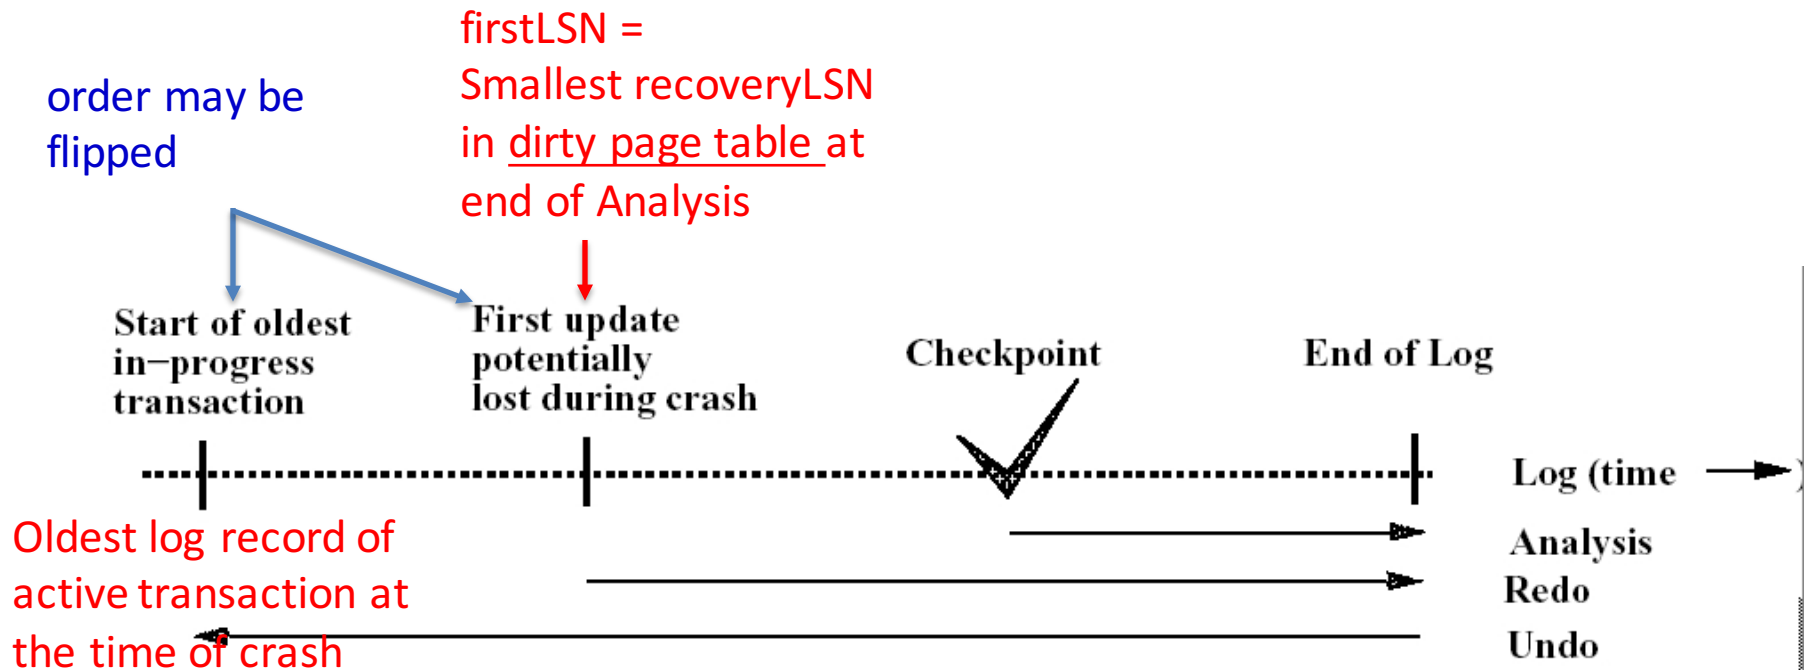 firstLSN =
Smallest recoveryLSN
in dirty page table at
end of Analysis
order may be
flipped
Start of oldest
in-progress
transaction
First update
potentially
lost during crash
Checkpoint
End of Log
Log (time )
Oldest log record of
active transaction at
the time of crash
Analysis
Redo
Undo